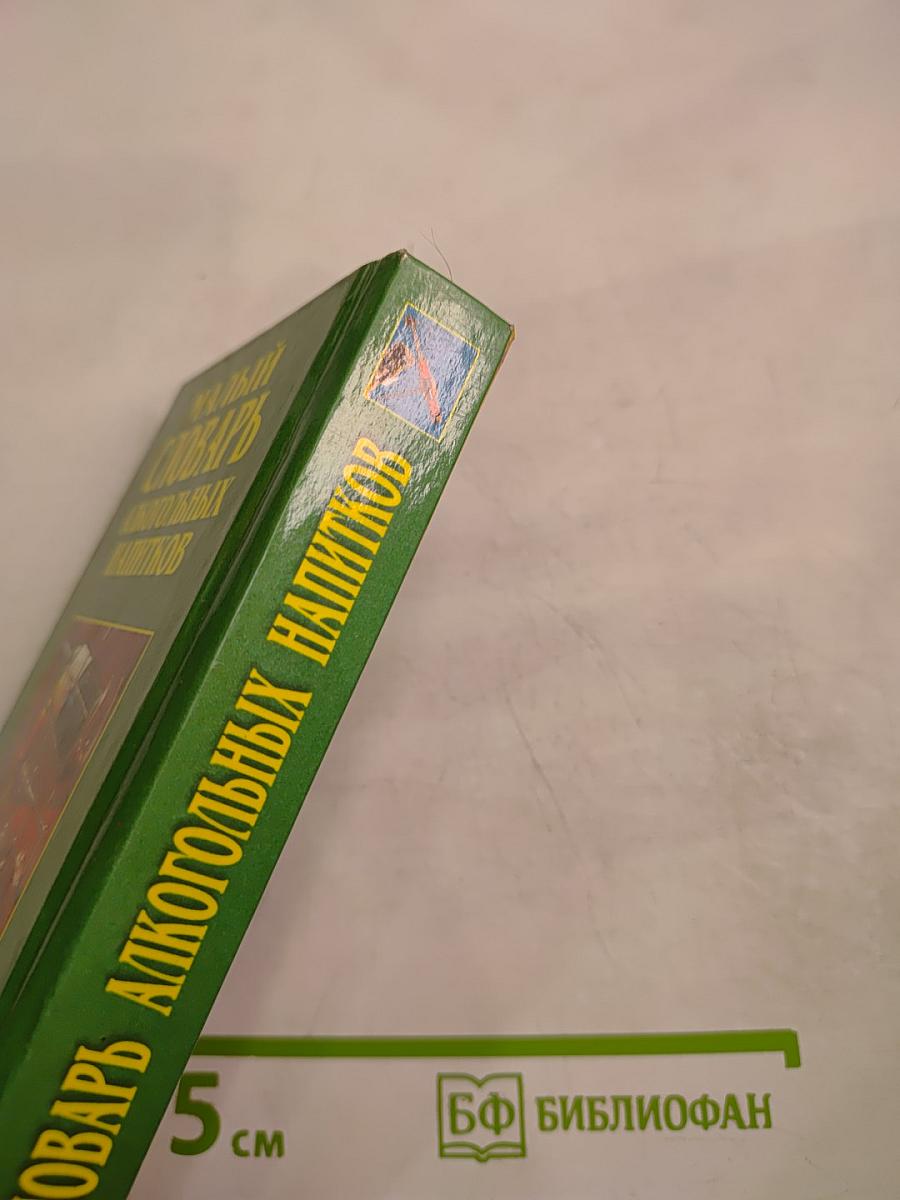 МАЛЫЙ
СЛОВАРЬ
АЛКОГОЛЬНЫХ
НАПИТКОВ
ЛОВАРЬ АЛКОГОЛЬНЫХ НАПИТКОВ
5 см
БФ БИБЛИОФАН